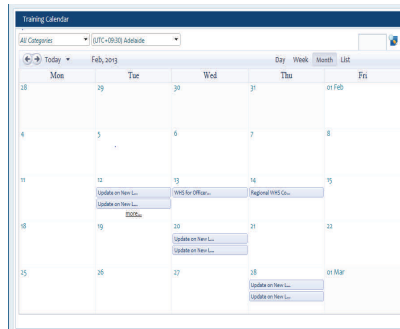 Training Calendar
All Categories (UTC+09:30) Adelaide
Today Feb, 2013 Day Week Month List
Mon Tue Wed Thu Fri
28 29 30 31 01 Feb
4 5 6 7 8
11 12 13 14 15
Update on New L... WHS for Officer... Regional WHS Co...
Update on New L...
more...
18 19 20 21 22
Update on New L...
Update on New L...
25 26 27 28 01 Mar
Update on New L...
Update on New L...